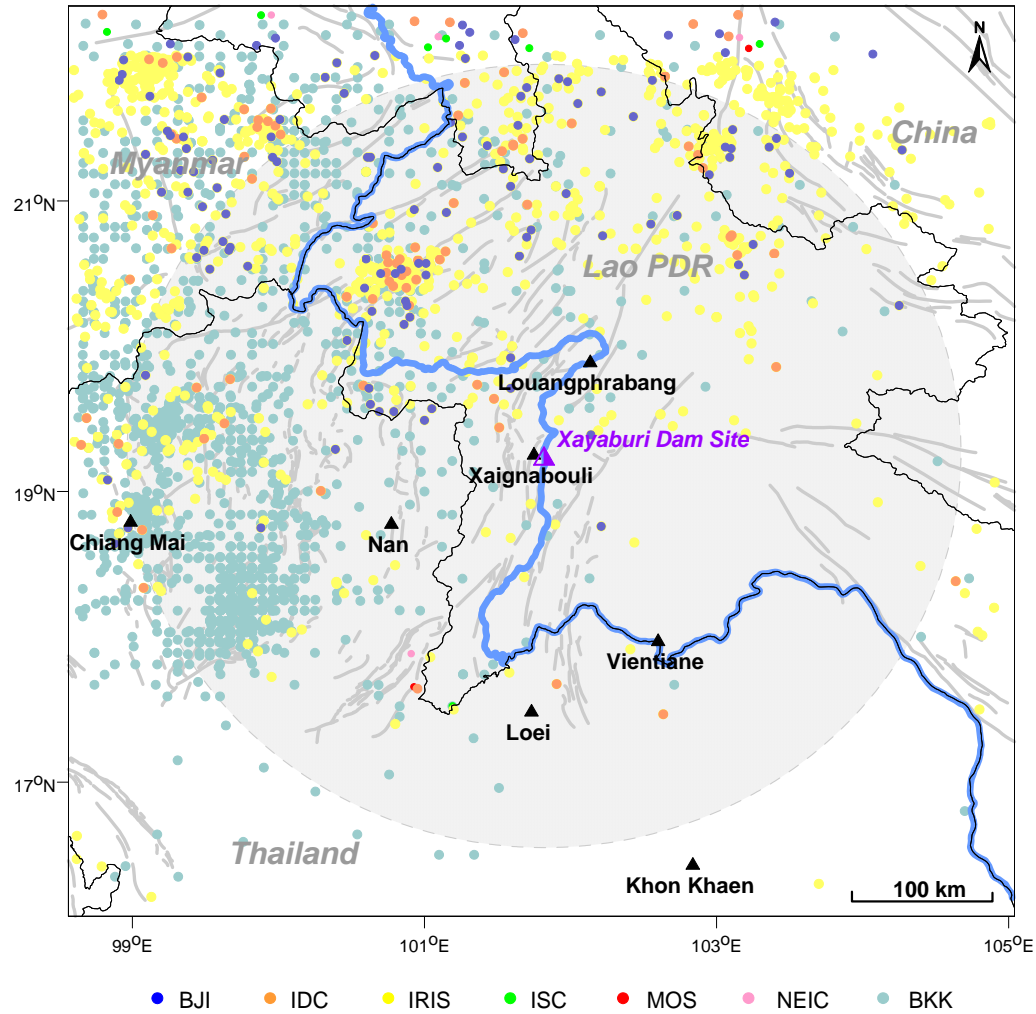 N
China
Myanmar
21°N
Lao PDR
Louangphrabang
Xayaburi Dam Site
Xaignabouli
19°N
Chiang Mai
Nan
Vientiane
Loei
17°N
Thailand
Khon Khaen
100 km
99°E 101°E 103°E 105°E
BJI IDC IRIS ISC MOS NEIC BKK